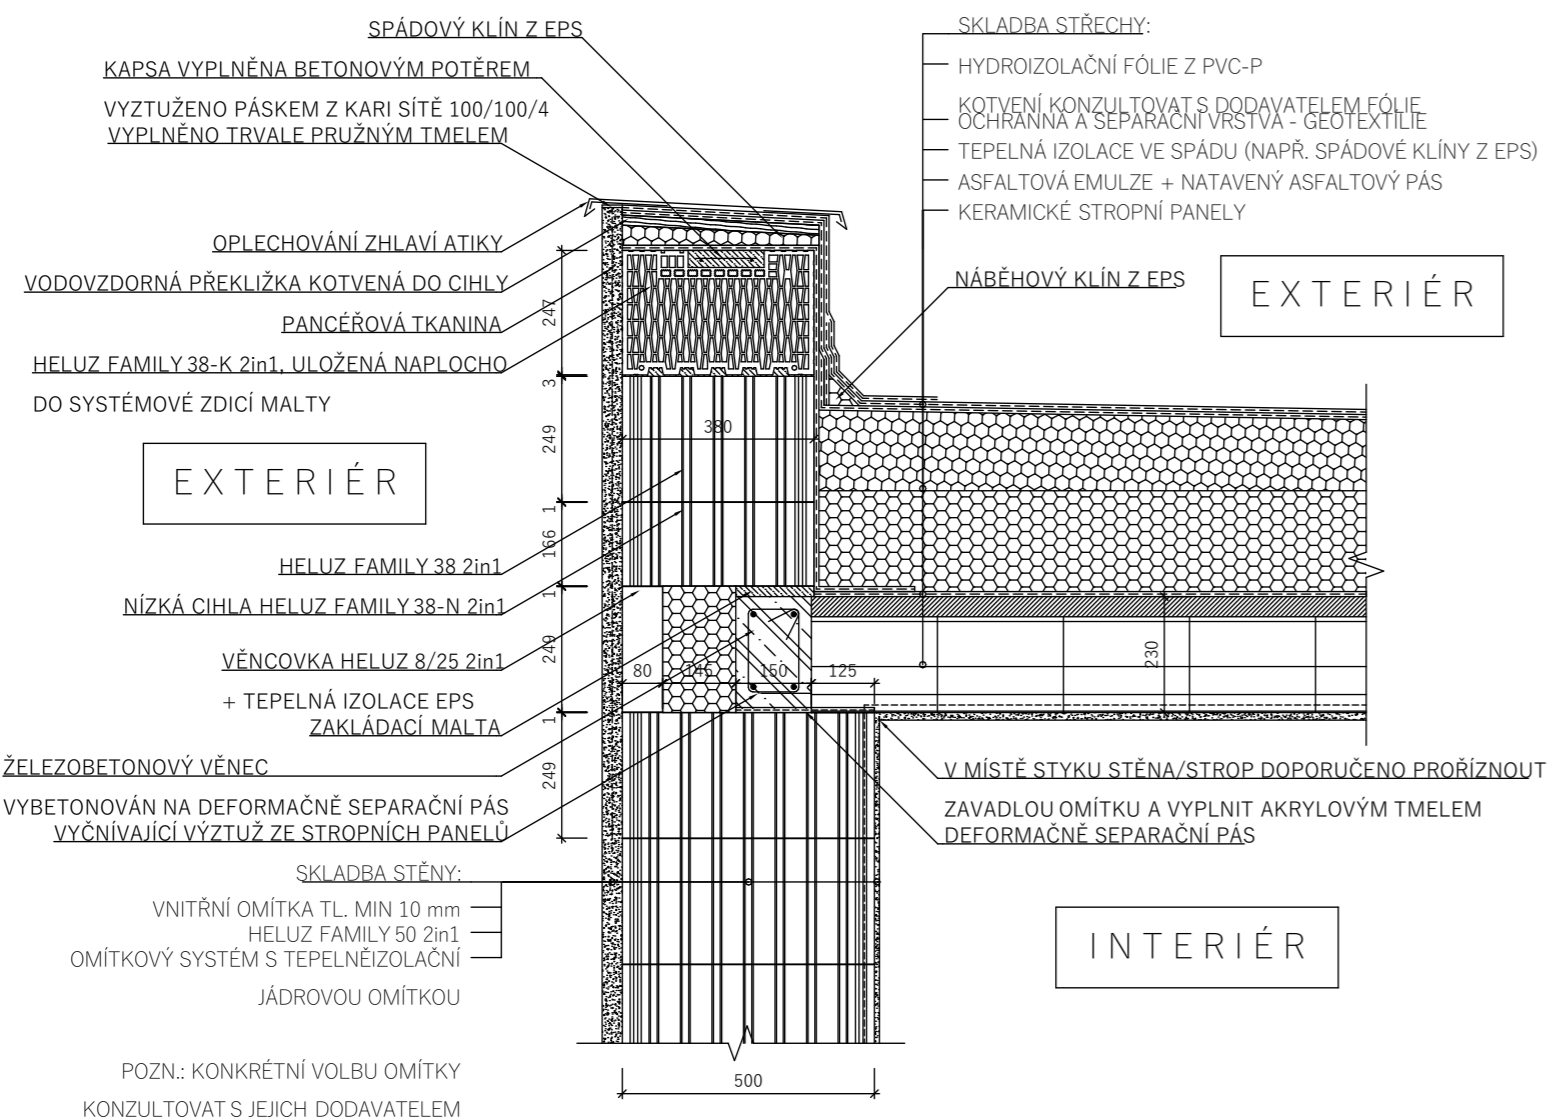 SPÁDOVÝ KLÍN Z EPS
KAPSA VYPLNĚNA BETONOVÝM POTĚREM
VYZTUŽENO PÁSKEM Z KARI SÍTĚ 100/100/4
VYPLNĚNO TRVALE PRUŽNÝM TMELEM
OPLECHOVÁNÍ ZHLAVÍ ATIKY
VODOVZDORNÁ PŘEKLIŽKA KOTVENÁ DO CIHLY
PANCÉŘOVÁ TKANINA
HELUZ FAMILY 38-K 2in1, ULOŽENÁ NAPLOCHO
DO SYSTÉMOVÉ ZDICÍ MALTY
EXTERIÉR
HELUZ FAMILY 38 2in1
NÍZKÁ CIHLA HELUZ FAMILY 38-N 2in1
VĚNCOVKA HELUZ 8/25 2in1
+ TEPELNÁ IZOLACE EPS
ZAKLÁDACÍ MALTA
ŽELEZOBETONOVÝ VĚNEC
VYBETONOVÁN NA DEFORMAČNĚ SEPARAČNÍ PÁS
VYČNÍVAJÍCÍ VÝZTUŽ ZE STROPNÍCH PANELŮ
SKLADBA STĚNY:
VNITŘNÍ OMÍTKA TL. MIN 10 mm
HELUZ FAMILY 50 2in1
OMÍTKOVÝ SYSTÉM S TEPELNĚIZOLAČNÍ
JÁDROVOU OMÍTKOU
POZN.: KONKRÉTNÍ VOLBU OMÍTKY
KONZULTOVAT S JEJICH DODAVATELEM
247
3
249
1
166
1
249
1
249
380
80 145 150 125
230
500
SKLADBA STŘECHY:
HYDROIZOLAČNÍ FÓLIE Z PVC-P
KOTVENÍ KONZULTOVAT S DODAVATELEM FÓLIE
OCHRANNÁ A SEPARAČNÍ VRSTVA - GEOTEXTÍLIE
TEPELNÁ IZOLACE VE SPÁDU (NAPŘ. SPÁDOVÉ KLÍNY Z EPS)
ASFALTOVÁ EMULZE + NATAVENÝ ASFALTOVÝ PÁS
KERAMICKÉ STROPNÍ PANELY
NÁBĚHOVÝ KLÍN Z EPS
EXTERIÉR
V MÍSTĚ STYKU STĚNA/STROP DOPORUČENO PROŘÍZNOUT
ZAVADLOU OMÍTKU A VYPLNIT AKRYLOVÝM TMELEM
DEFORMAČNĚ SEPARAČNÍ PÁS
INTERIÉR